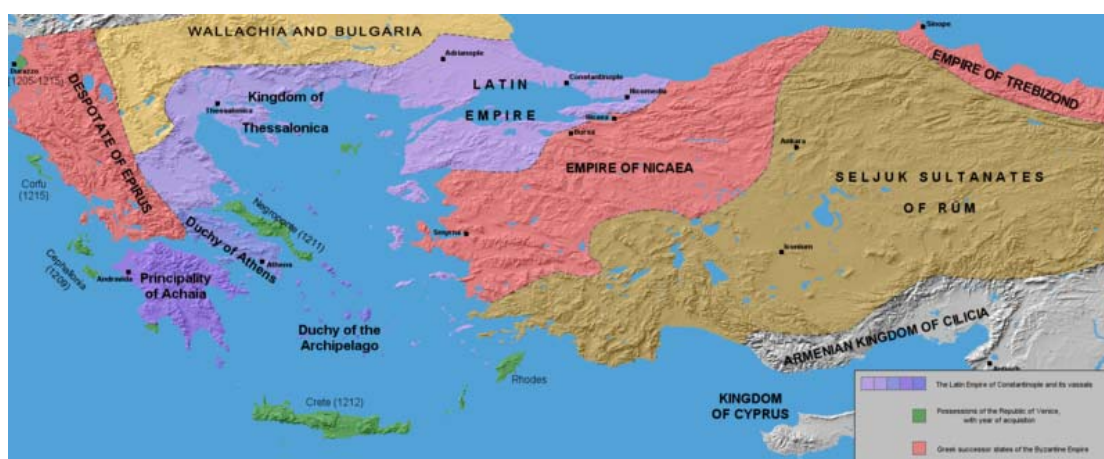 WALLACHIA AND BULGARIA
Sinope
EMPIRE OF TREBIZOND
Durazzo
(1205-1215)
DESPOTATE OF EPIRUS
Adrianople
LATIN
EMPIRE
Constantinople
Nicomedia
Nicaea
Bursa
Kingdom of
Thessalonica
Thessalonica
EMPIRE OF NICAEA
Ankara
SELJUK SULTANATES
OF RÛM
Corfu
(1215)
Negroponte (1211)
Duchy of Athens
Athens
Smyrna
Iconium
Cephalonia
(1209)
Andravida
Principality
of Achaia
Duchy of the
Archipelago
Rhodes
Crete (1212)
ARMENIAN KINGDOM OF CILICIA
Antioch
KINGDOM
OF CYPRUS
The Latin Empire of Constantinople and its vassals
Possessions of the Republic of Venice,
with year of acquisition
Greek successor states of the Byzantine Empire